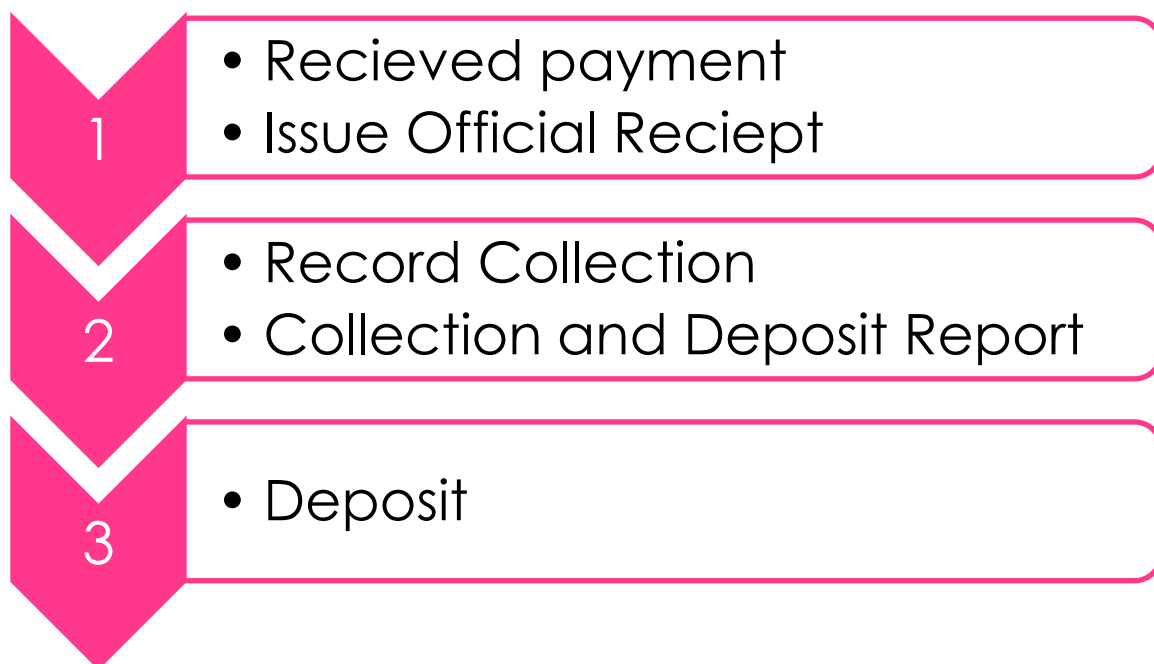 1
• Recieved payment
• Issue Official Reciept
2
• Record Collection
• Collection and Deposit Report
3
• Deposit